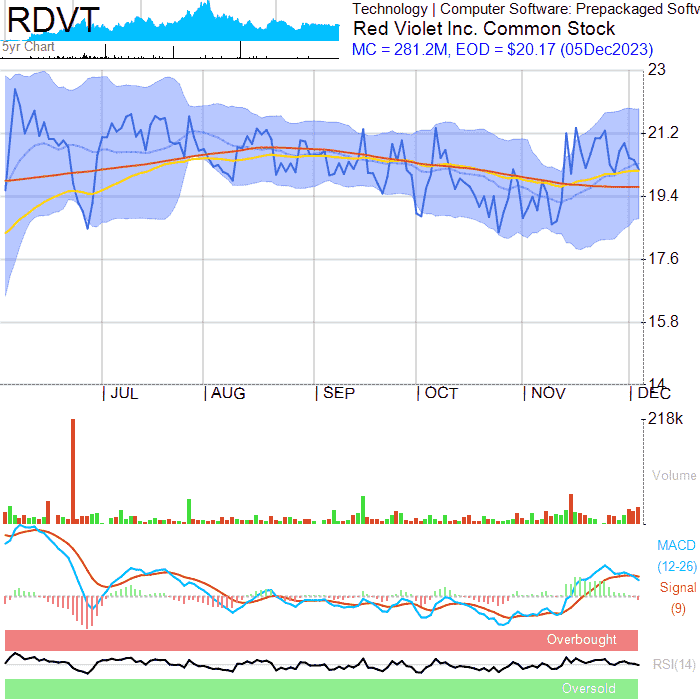 RDVT
5yr Chart
Technology | Computer Software: Prepackaged Softw
Red Violet Inc. Common Stock
MC = 281.2M, EOD = $20.17 (05Dec2023)
23
21.2
19.4
17.6
15.8
14
| JUL | AUG | SEP | OCT | NOV | DEC
218k
Volume
MACD
(12-26)
Signal
(9)
Overbought
RSI(14)
Oversold